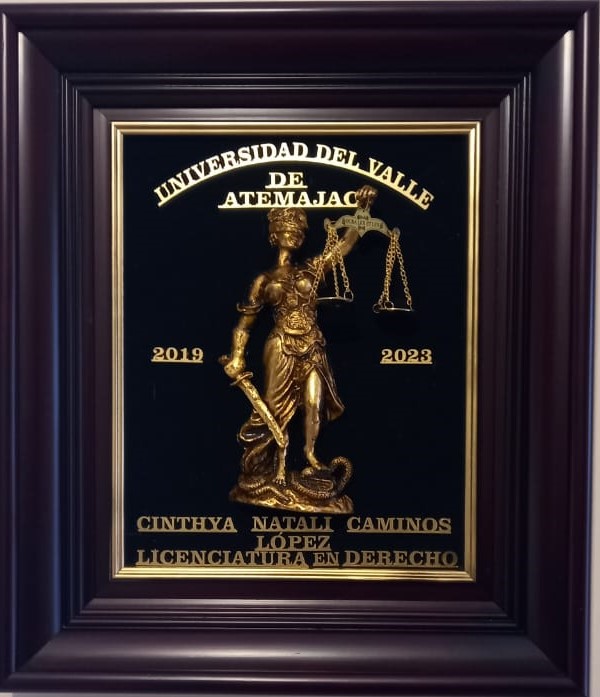 UNIVERSIDAD DEL VALLE
DE
ATEMAJAC
2019
2023
CINTHYA NATALI CAMINOS
LÓPEZ
LICENCIATURA EN DERECHO